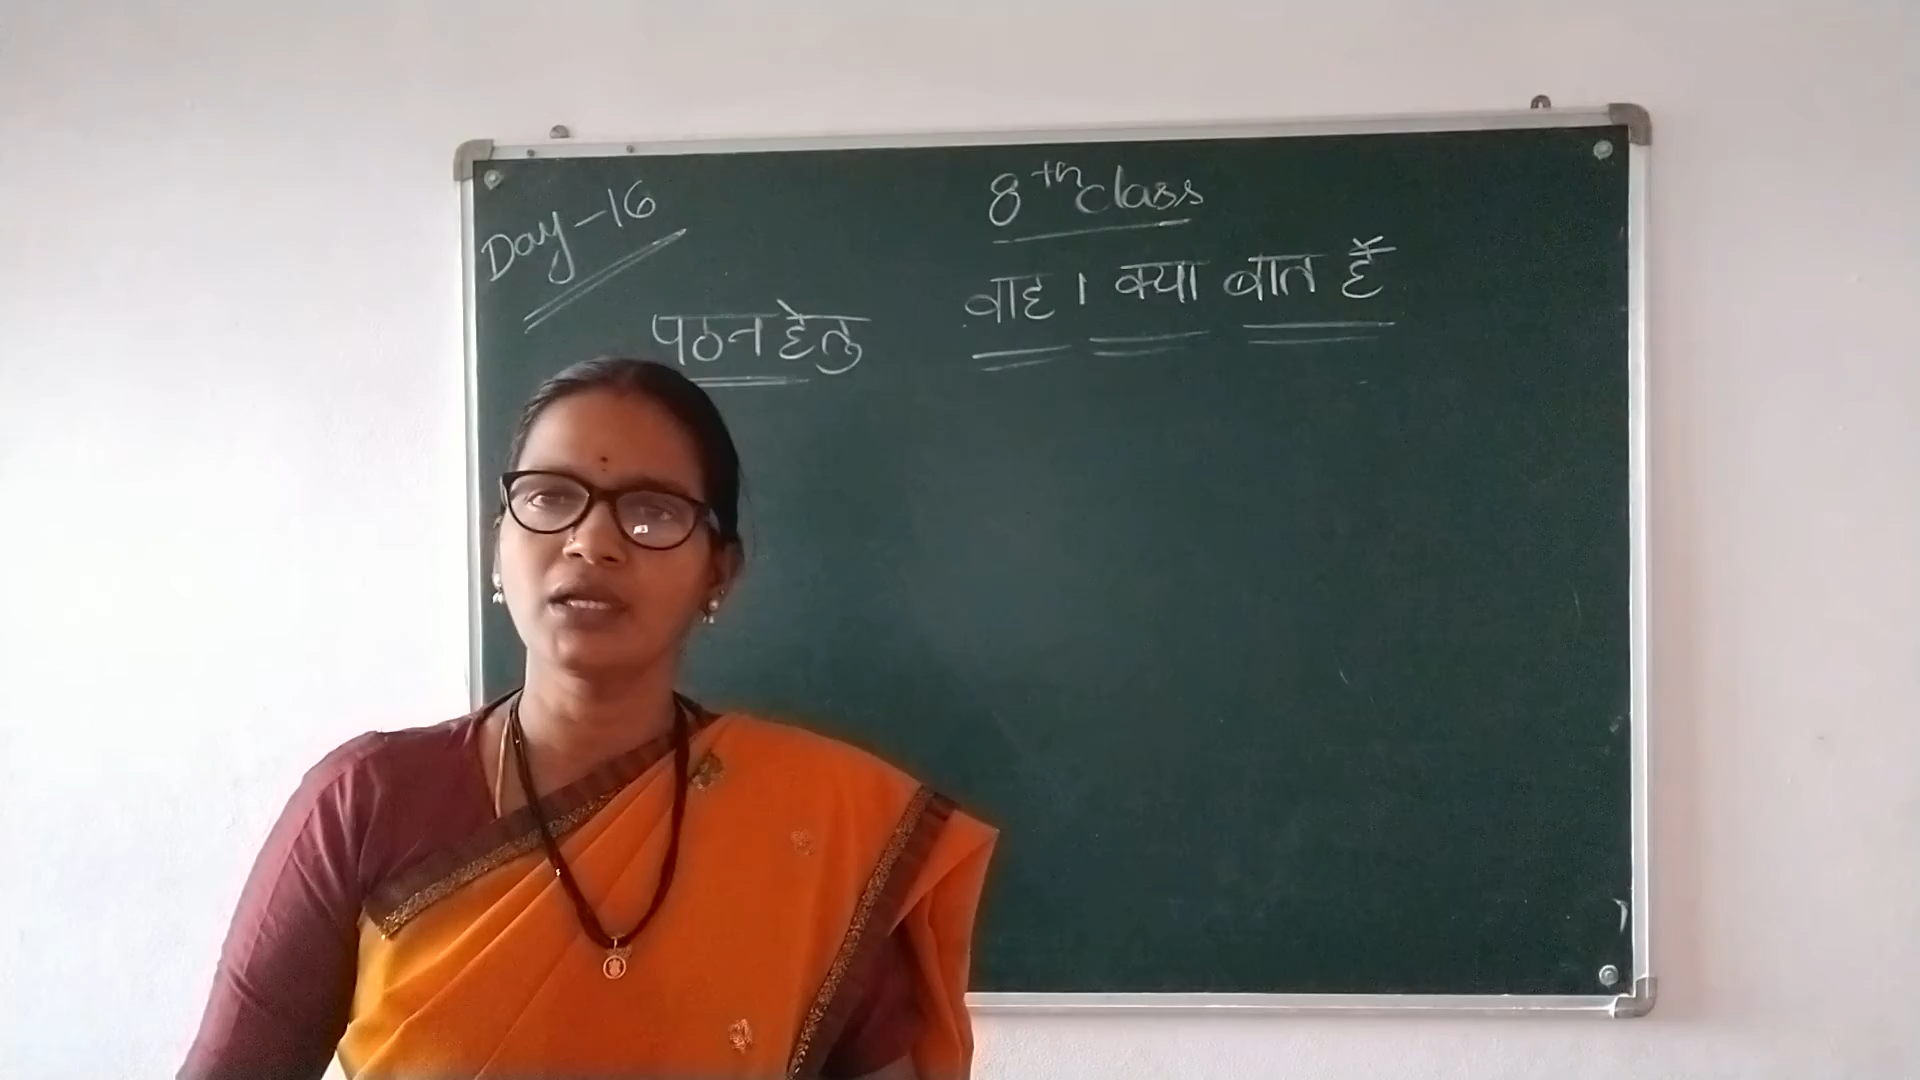 Day-16
8th class
वाह । क्या बात हैं
पठन हेतु